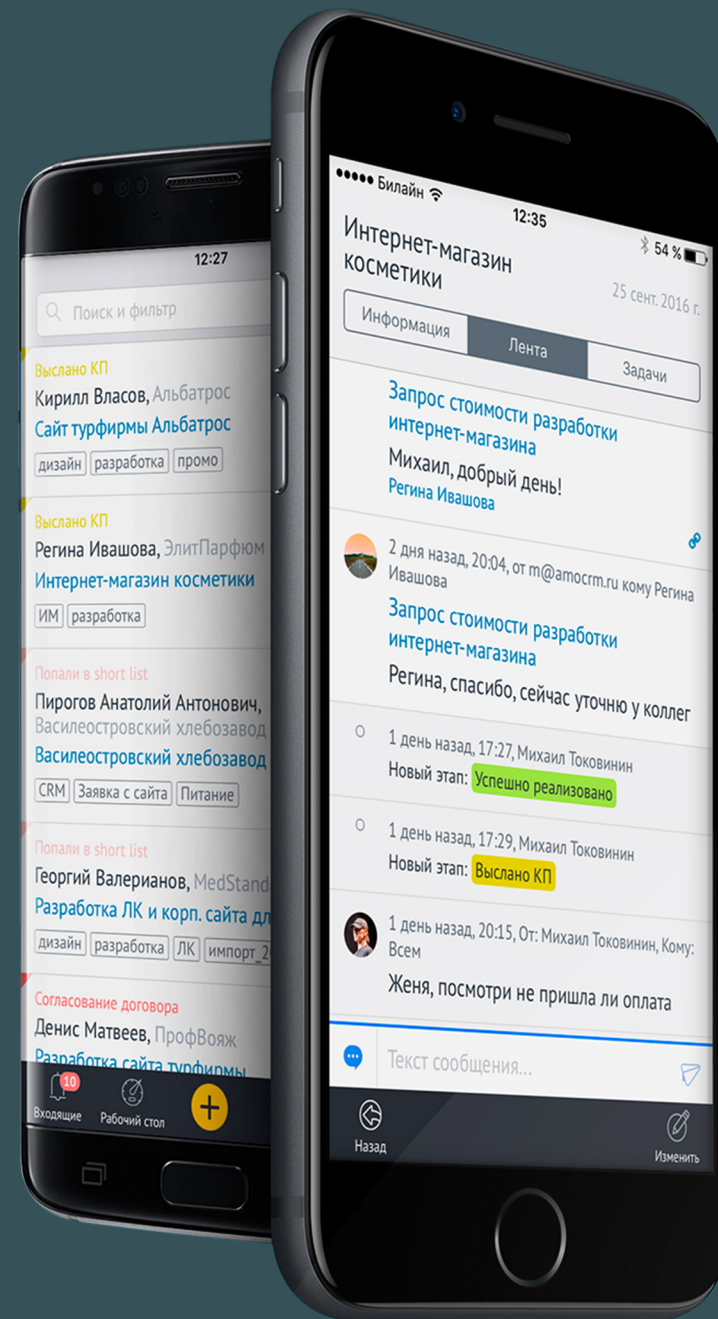 12:27
Поиск и фильтр
Выслано КП
Кирилл Власов, Альбатрос
Сайт турфирмы Альбатрос
дизайн разработка промо
Выслано КП
Регина Ивашова, ЭлитПарфюм
Интернет-магазин косметики
ИМ разработка
Попали в short list
Пирогов Анатолий Антонович,
Василеостровский хлебозавод
Василеостровский хлебозавод
CRM Заявка с сайта Питание
Попали в short list
Георгий Валерианов, MedStand
Разработка ЛК и корп. сайта дл
дизайн разработка ЛК импорт_2
Согласование договора
Денис Матвеев, ПрофВояж
Разработка сайта турфирмы
10
Входящие Рабочий стол
Билайн 12:35 54 %
Интернет-магазин
косметики
25 сент. 2016 г.
Информация Лента Задачи
Запрос стоимости разработки
интернет-магазина
Михаил, добрый день!
Регина Ивашова
2 дня назад, 20:04, от m@amocrm.ru кому Регина
Ивашова
Запрос стоимости разработки
интернет-магазина
Регина, спасибо, сейчас уточню у коллег
1 день назад, 17:27, Михаил Токовинин
Новый этап: Успешно реализовано
1 день назад, 17:29, Михаил Токовинин
Новый этап: Выслано КП
1 день назад, 20:15, От: Михаил Токовинин, Кому:
Всем
Женя, посмотри не пришла ли оплата
Текст сообщения...
Назад
Изменить